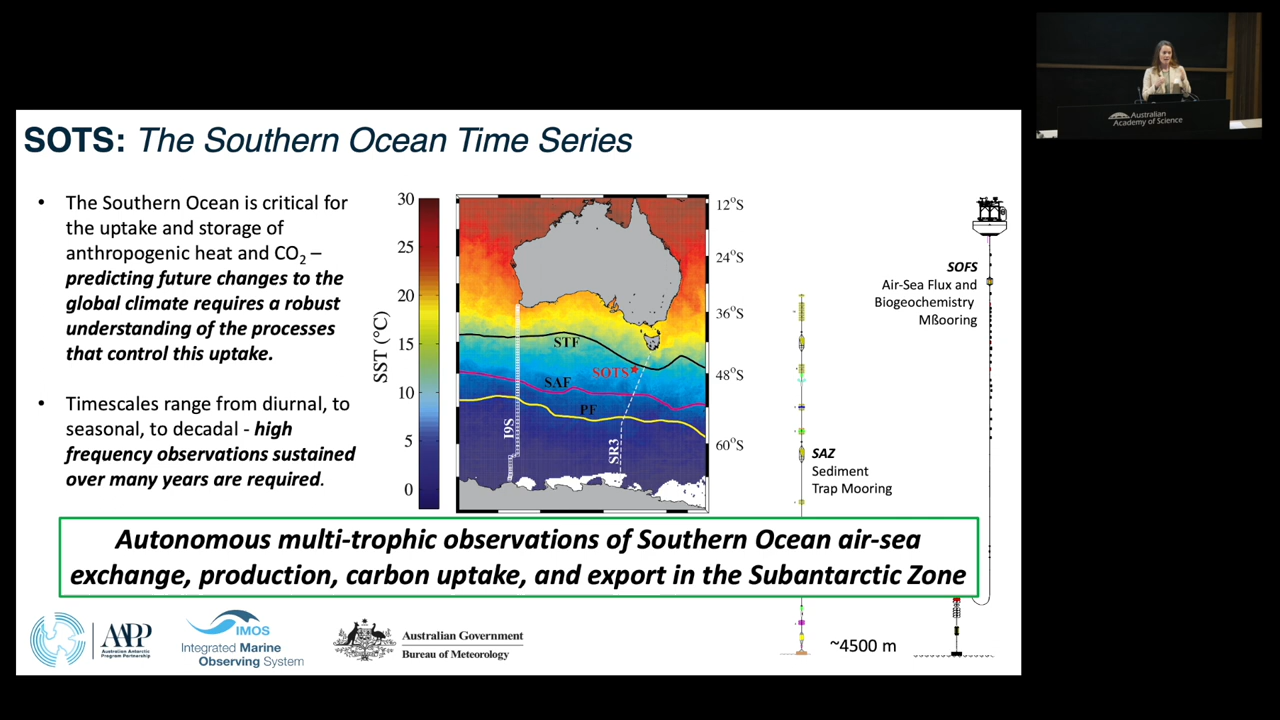 SOTS: The Southern Ocean Time Series
• The Southern Ocean is critical for
the uptake and storage of
anthropogenic heat and CO2 –
predicting future changes to the
global climate requires a robust
understanding of the processes
that control this uptake.
• Timescales range from diurnal, to
seasonal, to decadal - high
frequency observations sustained
over many years are required.
SST (°C)
30
25
20
15
10
5
0
STF
SOTS
SAF
PF
I9S
SR3
12°S
24°S
36°S
48°S
60°S
SOFS
Air-Sea Flux and
Biogeochemistry
Mßooring
SAZ
Sediment
Trap Mooring
Autonomous multi-trophic observations of Southern Ocean air-sea
exchange, production, carbon uptake, and export in the Subantarctic Zone
~4500 m
AAPP
Australian Antarctic
Program Partnership
IMOS
Integrated Marine
Observing System
Australian Government
Bureau of Meteorology
Australian
Academy of Science